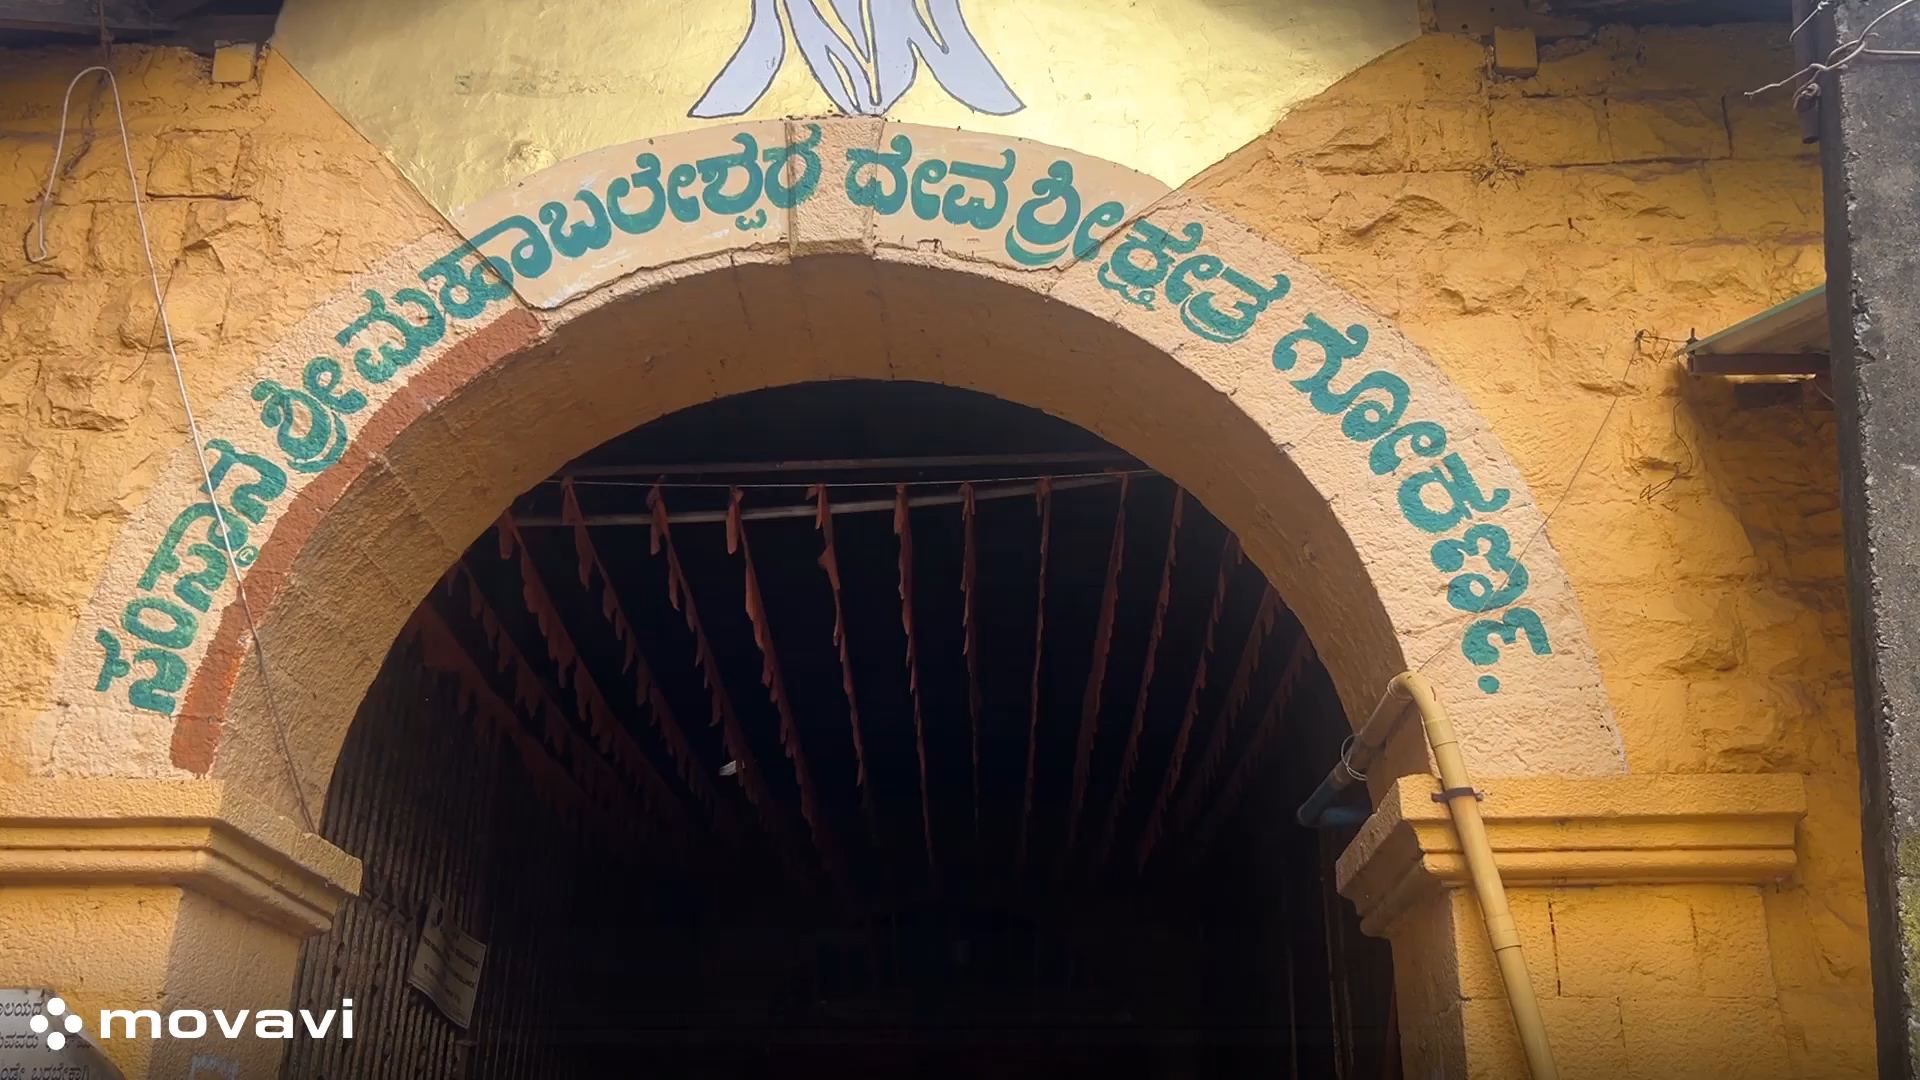 ಸಂಸ್ಥಾನ ಶ್ರೀ ಮಹಾಬಲೇಶ್ವರ ದೇವ ಶ್ರೀ ಕ್ಷೇತ್ರ ಗೋಕರ್ಣ.
movavi